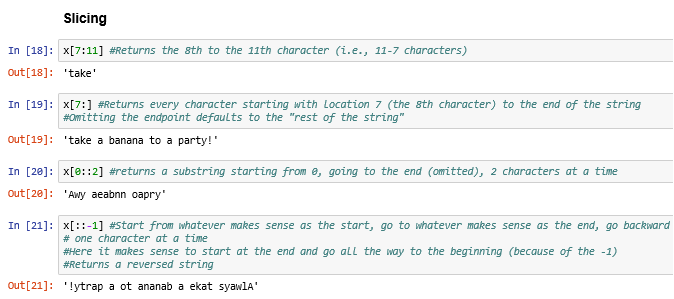 Slicing
In [18]: x[7:11] #Returns the 8th to the 11th character (i.e., 11-7 characters)
Out[18]: 'take'
In [19]: x[7:] #Returns every character starting with location 7 (the 8th character) to the end of the string
#Omitting the endpoint defaults to the "rest of the string"
Out[19]: 'take a banana to a party!'
In [20]: x[0::2] #returns a substring starting from 0, going to the end (omitted), 2 characters at a time
Out[20]: 'Awy aeabnn oapry'
In [21]: x[::-1] #Start from whatever makes sense as the start, go to whatever makes sense as the end, go backward
# one character at a time
#Here it makes sense to start at the end and go all the way to the beginning (because of the -1)
#Returns a reversed string
Out[21]: '!ytrap a ot ananab a ekat syawlA'